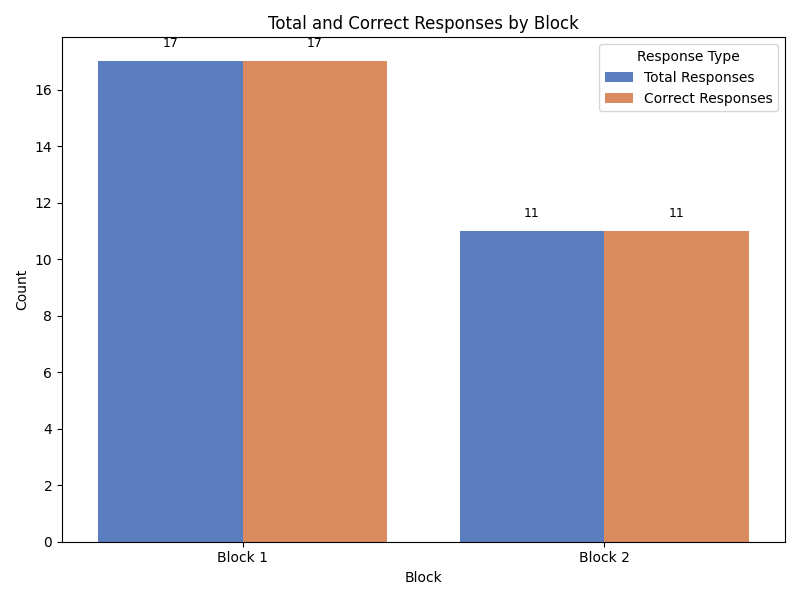 Total and Correct Responses by Block
17
17
11
11
Response Type
Total Responses
Correct Responses
Count
16
14
12
10
8
6
4
2
0
Block 1
Block 2
Block